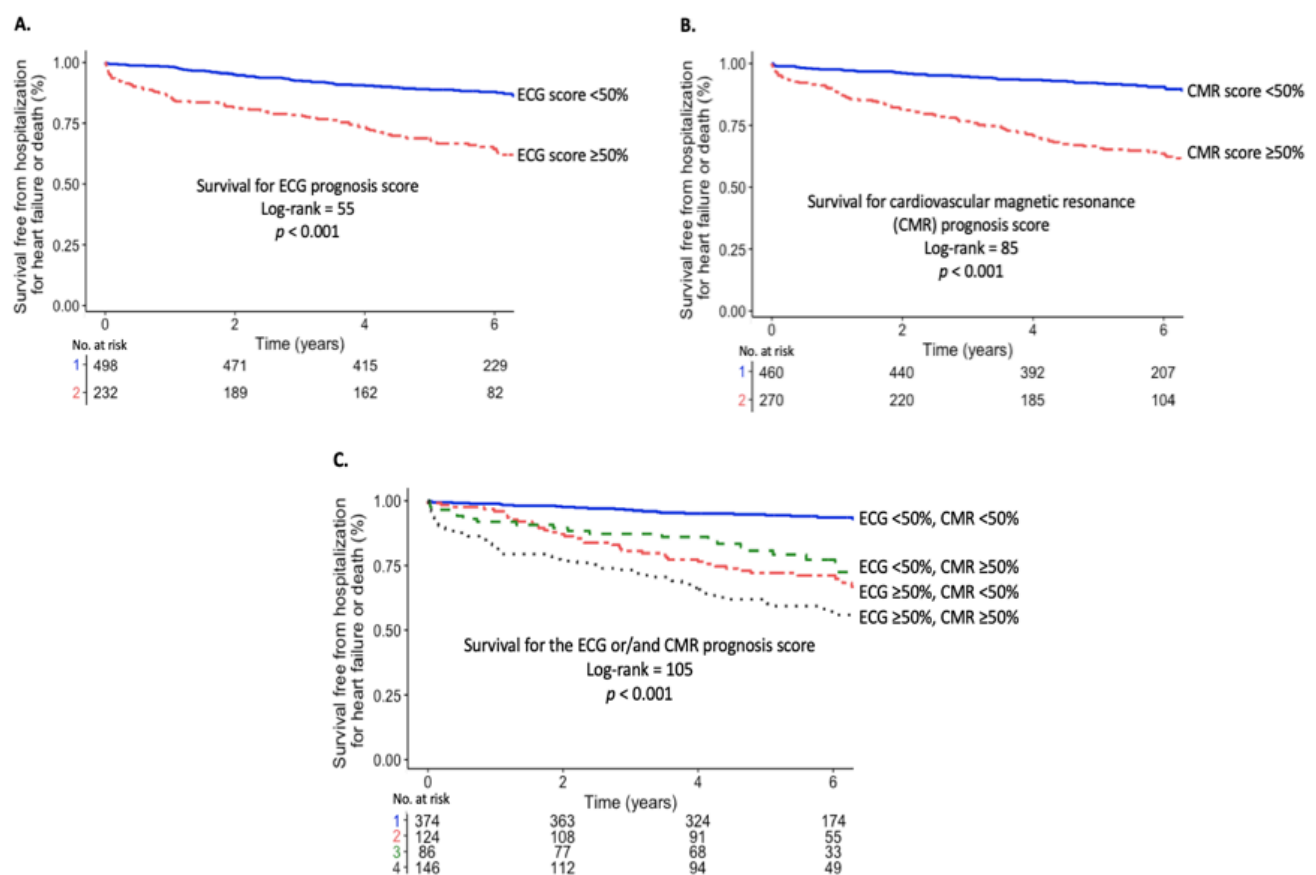 A.
Survival free from hospitalization
for heart failure or death (%)
1.00
0.75
0.50
0.25
0.00
ECG score <50%
ECG score ≥50%
Survival for ECG prognosis score
Log-rank = 55
p < 0.001
0 2 4 6
Time (years)
No. at risk
1 498 471 415 229
2 232 189 162 82
B.
Survival free from hospitalization
for heart failure or death (%)
1.00
0.75
0.50
0.25
0.00
CMR score <50%
CMR score ≥50%
Survival for cardiovascular magnetic resonance
(CMR) prognosis score
Log-rank = 85
p < 0.001
0 2 4 6
Time (years)
No. at risk
1 460 440 392 207
2 270 220 185 104
C.
Survival free from hospitalization
for heart failure or death (%)
1.00
0.75
0.50
0.25
0.00
ECG <50%, CMR <50%
ECG <50%, CMR ≥50%
ECG ≥50%, CMR <50%
ECG ≥50%, CMR ≥50%
Survival for the ECG or/and CMR prognosis score
Log-rank = 105
p < 0.001
0 2 4 6
Time (years)
No. at risk
1 374 363 324 174
2 124 108 91 55
3 86 77 68 33
4 146 112 94 49